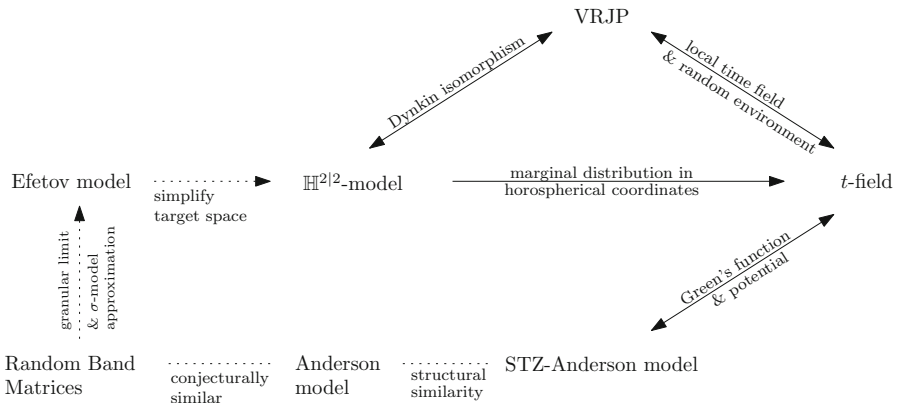 VRJP
Dynkin isomorphism
local time field
& random environment
Efetov model
simplify
target space
ℍ²|²-model
marginal distribution in
horospherical coordinates
t-field
granular limit
& σ-model
approximation
Green's function
& potential
Random Band
Matrices
conjecturally
similar
Anderson
model
structural
similarity
STZ-Anderson model